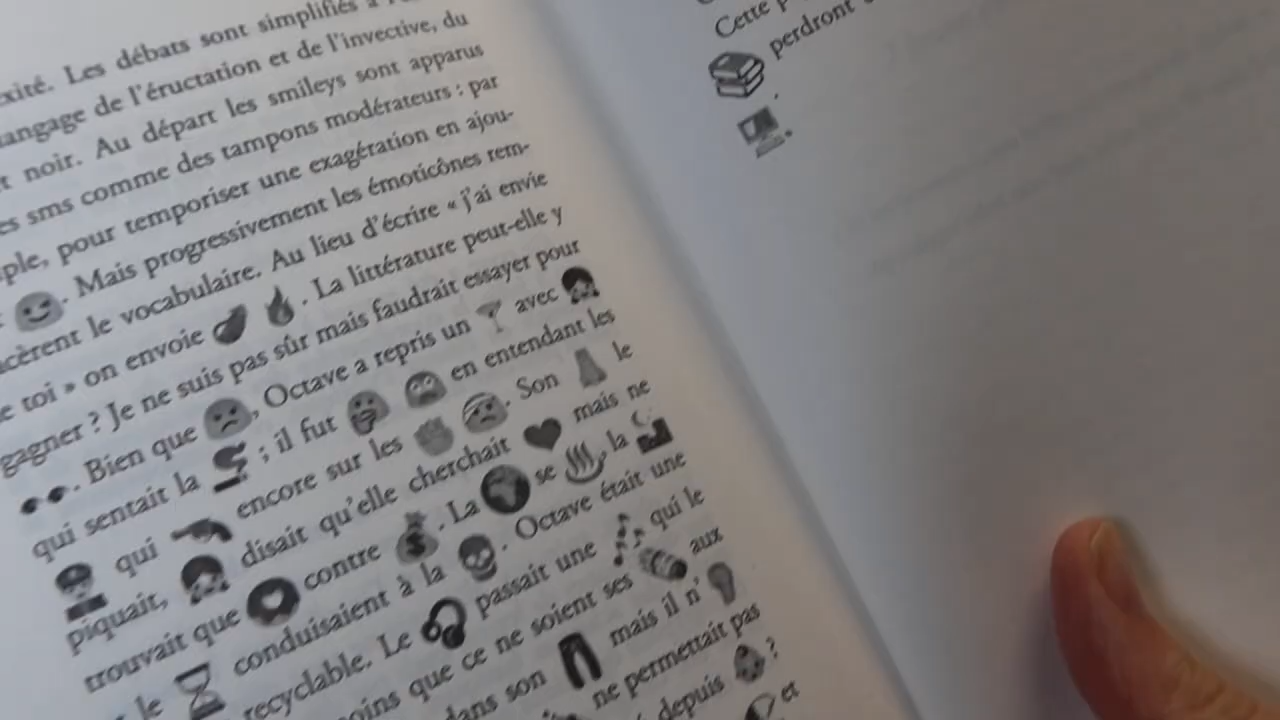 Les débats sont simplifiés
langage de l'éructation et de l'invective, du
noir. Au départ les smileys sont apparus
sms comme des tampons modérateurs : par
pour temporiser une exagération en ajou-
😉. Mais progressivement les émoticônes rem-
le vocabulaire. Au lieu d'écrire « j'ai envie
toi » on envoie 🍆 🔥. La littérature peut-elle y
gagner ? Je ne suis pas sûr mais faudrait essayer pour
👀. Bien que 🙁, Octave a repris un 🍸 avec 👧
qui sentait la 🚬 ; il fut 🤔 😱 en entendant les
👮 qui 🔫 encore sur les ✋ 🤕. Son 👃 le
piquait, 👧 disait qu'elle cherchait ❤ mais ne
trouvait que 🍩 contre 💰. La 🌍 se ♨, la
le ⌛ conduisaient à la 💀. Octave était une
recyclable. Le 🎧 passait une 🎶 qui le
que ce ne soient ses 🔋 aux
dans son 👖 mais il n'👂
ne permettait pas
depuis 🐣 ?
et
Cette
📚 perdront
💻.